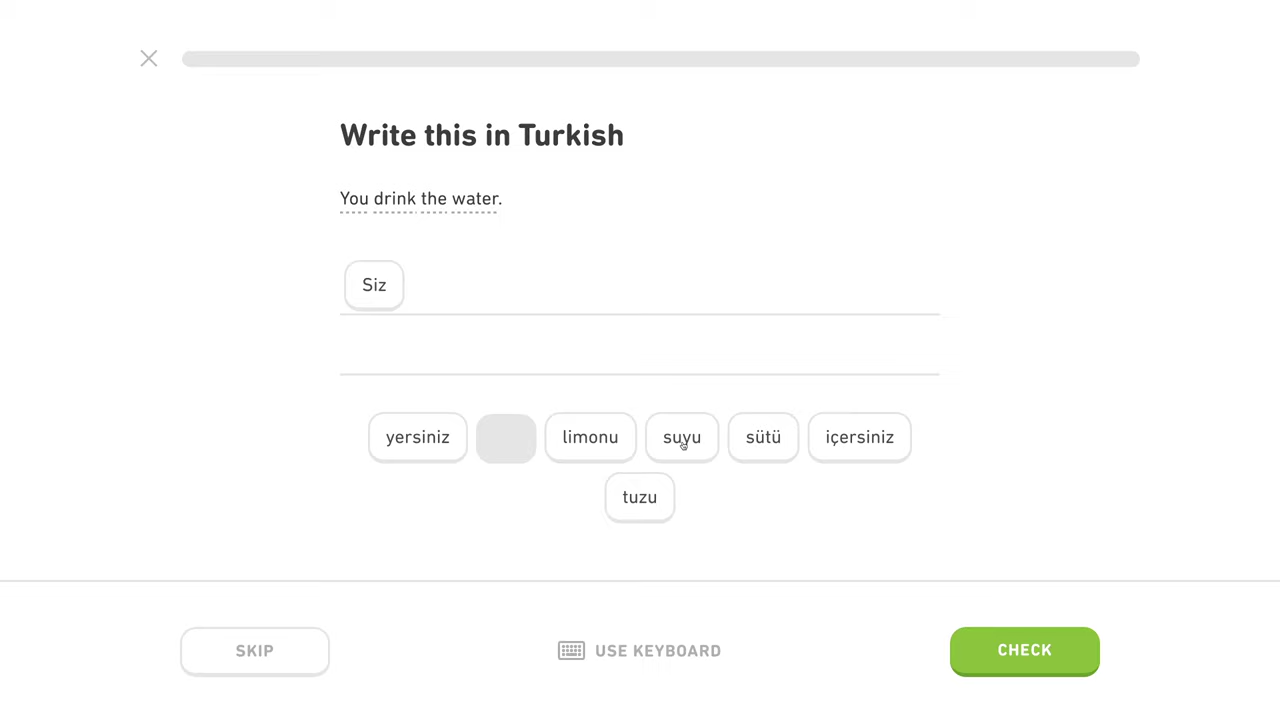 Write this in Turkish
You drink the water.
Siz
yersiniz limonu suyu sütü içersiniz
tuzu
SKIP USE KEYBOARD CHECK